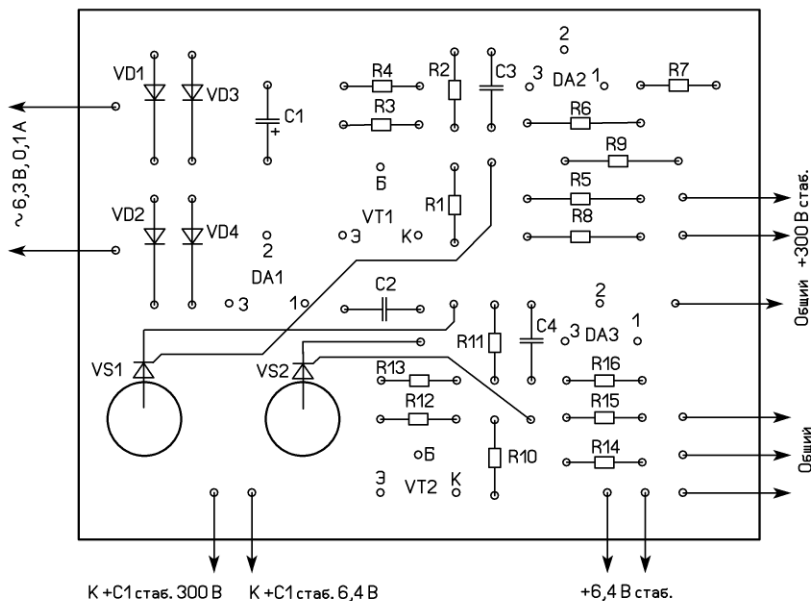 2
VD1
VD3
C1
+
R4
R3
R2
C3
3
DA2
1
R7
R6
R9
~ 6,3 В, 0,1 А
Б
R1
VT1
Э
К
R5
R8
+300 В стаб.
Общий
VD2
VD4
2
DA1
3
1
C2
2
R11
C4
3
DA3
1
VS1
VS2
R13
R12
R16
R15
R14
Б
R10
Э
VT2
К
Общий
К +C1 стаб. 300 В
К +C1 стаб. 6,4 В
+6,4 В стаб.